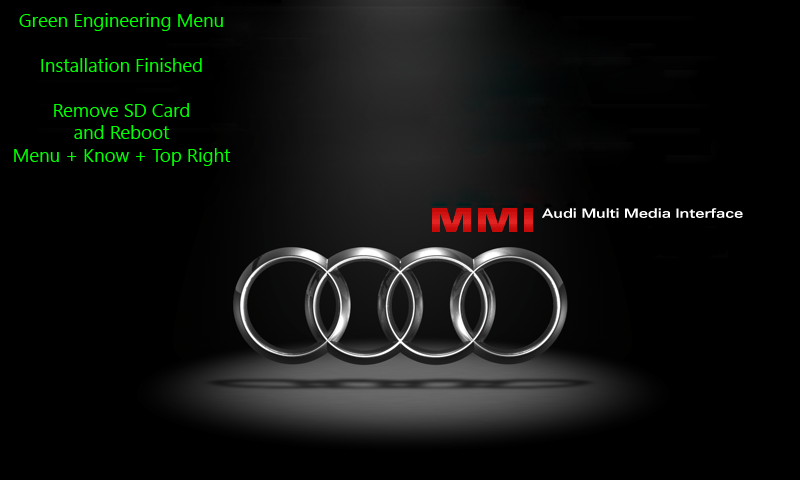 Green Engineering Menu
Installation Finished
Remove SD Card
and Reboot
Menu + Know + Top Right
MMI Audi Multi Media Interface